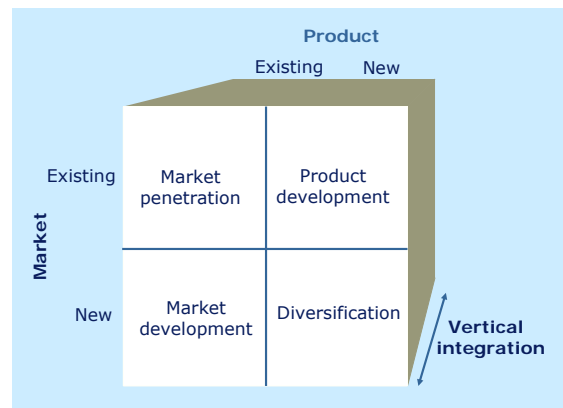 Product
Existing New
Existing
Market
penetration
Product
development
Market
New
Market
development
Diversification
Vertical
integration